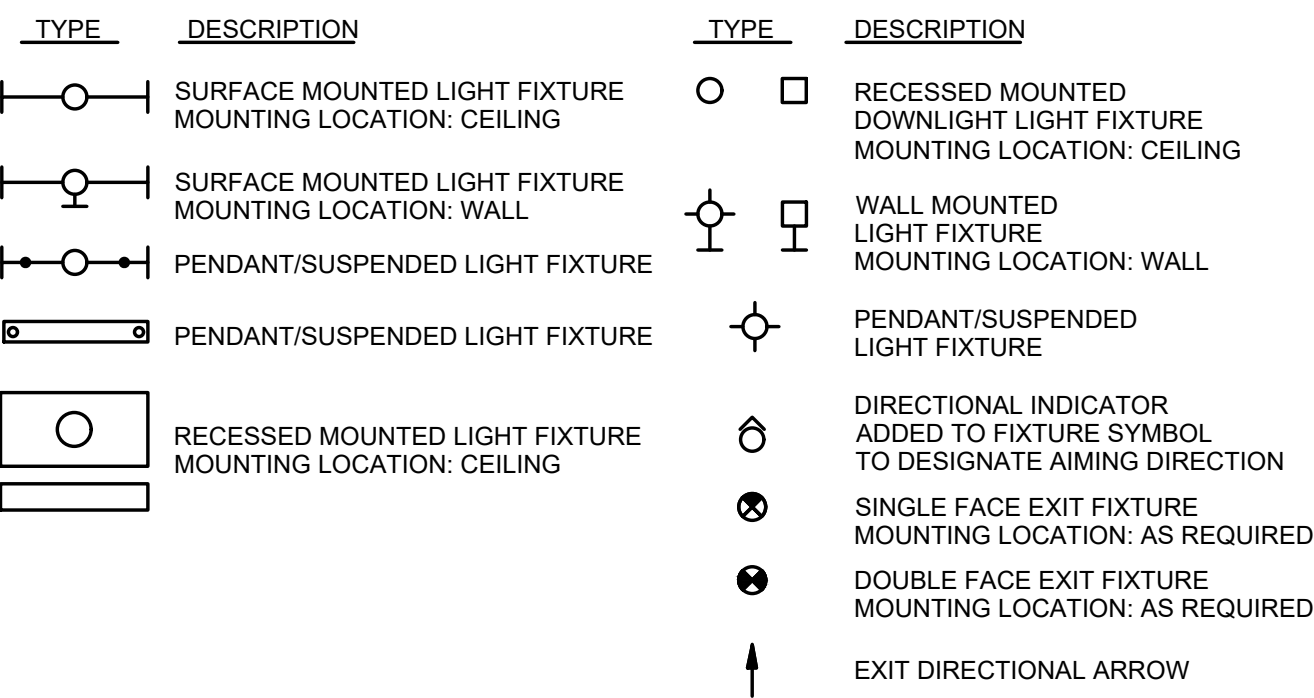 TYPE DESCRIPTION
SURFACE MOUNTED LIGHT FIXTURE
MOUNTING LOCATION: CEILING
SURFACE MOUNTED LIGHT FIXTURE
MOUNTING LOCATION: WALL
PENDANT/SUSPENDED LIGHT FIXTURE
PENDANT/SUSPENDED LIGHT FIXTURE
RECESSED MOUNTED LIGHT FIXTURE
MOUNTING LOCATION: CEILING
TYPE DESCRIPTION
RECESSED MOUNTED
DOWNLIGHT LIGHT FIXTURE
MOUNTING LOCATION: CEILING
WALL MOUNTED
LIGHT FIXTURE
MOUNTING LOCATION: WALL
PENDANT/SUSPENDED
LIGHT FIXTURE
DIRECTIONAL INDICATOR
ADDED TO FIXTURE SYMBOL
TO DESIGNATE AIMING DIRECTION
SINGLE FACE EXIT FIXTURE
MOUNTING LOCATION: AS REQUIRED
DOUBLE FACE EXIT FIXTURE
MOUNTING LOCATION: AS REQUIRED
EXIT DIRECTIONAL ARROW